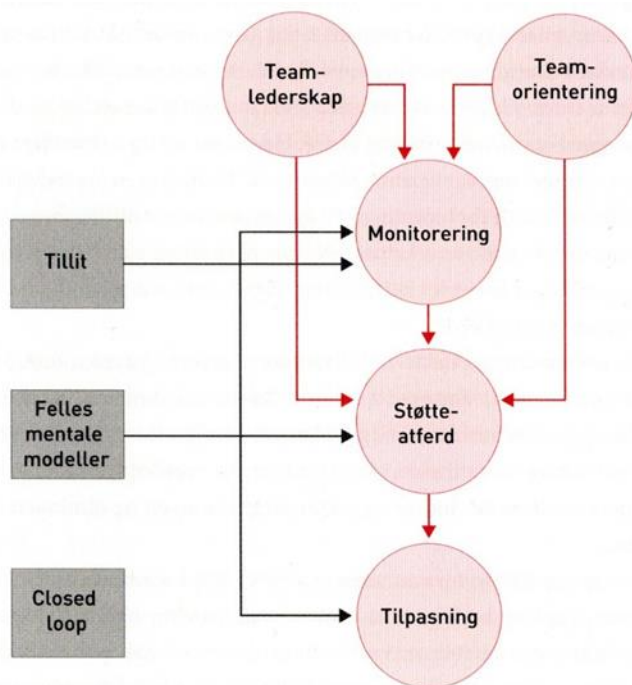 Team-
lederskap
Team-
orientering
Monitorering
Tillit
Felles
mentale
modeller
Støtte-
atferd
Closed
loop
Tilpasning